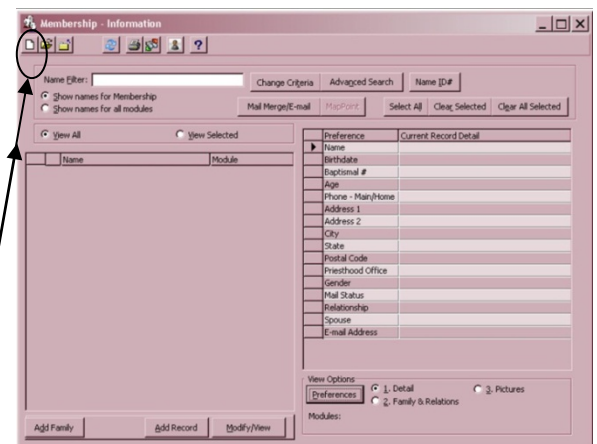 Membership - Information
Name Filter:
Change Criteria Advanced Search Name ID#
Show names for Membership
Show names for all modules
Mail Merge/E-mail MapPoint Select All Clear Selected Clear All Selected
View All View Selected
Name Module
Preference Current Record Detail
Name
Birthdate
Baptismal #
Age
Phone - Main/Home
Address 1
Address 2
City
State
Postal Code
Priesthood Office
Gender
Mail Status
Relationship
Spouse
E-mail Address
View Options
Preferences 1. Detail 3. Pictures
2. Family & Relations
Modules:
Add Family Add Record Modify/View